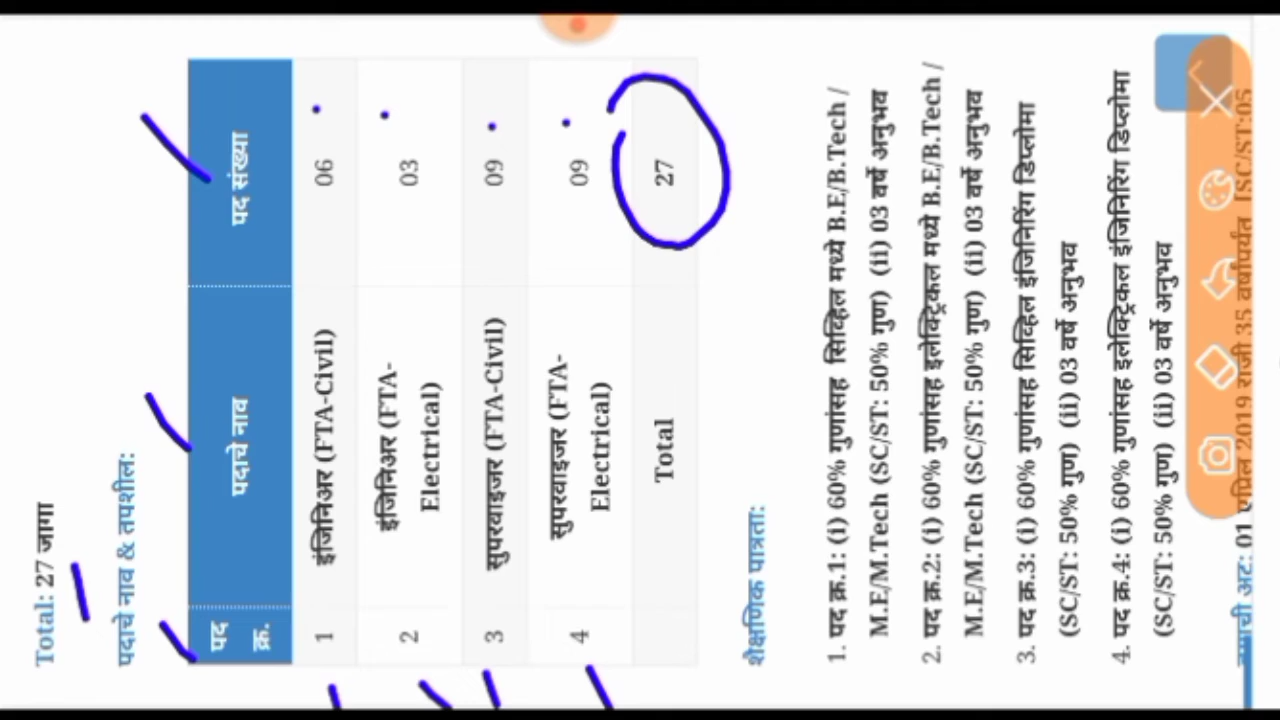 Total: 27 जागा
पदाचे नाव & तपशील:
पद क्र. पदाचे नाव पद संख्या
1 इंजिनिअर (FTA-Civil) 06
2 इंजिनिअर (FTA-Electrical) 03
3 सुपरवाइजर (FTA-Civil) 09
4 सुपरवाइजर (FTA-Electrical) 09
Total 27
शैक्षणिक पात्रता:
1. पद क्र.1: (i) 60% गुणांसह सिव्हिल मध्ये B.E/B.Tech /
M.E/M.Tech (SC/ST: 50% गुण) (ii) 03 वर्षे अनुभव
2. पद क्र.2: (i) 60% गुणांसह इलेक्ट्रिकल मध्ये B.E/B.Tech /
M.E/M.Tech (SC/ST: 50% गुण) (ii) 03 वर्षे अनुभव
3. पद क्र.3: (i) 60% गुणांसह सिव्हिल इंजिनिरिंग डिप्लोमा
(SC/ST: 50% गुण) (ii) 03 वर्षे अनुभव
4. पद क्र.4: (i) 60% गुणांसह इलेक्ट्रिकल इंजिनिरिंग डिप्लोमा
(SC/ST: 50% गुण) (ii) 03 वर्षे अनुभव
अट: 01 एप्रिल 2019 रोजी 35 वर्षांपर्यंत [SC/ST:05